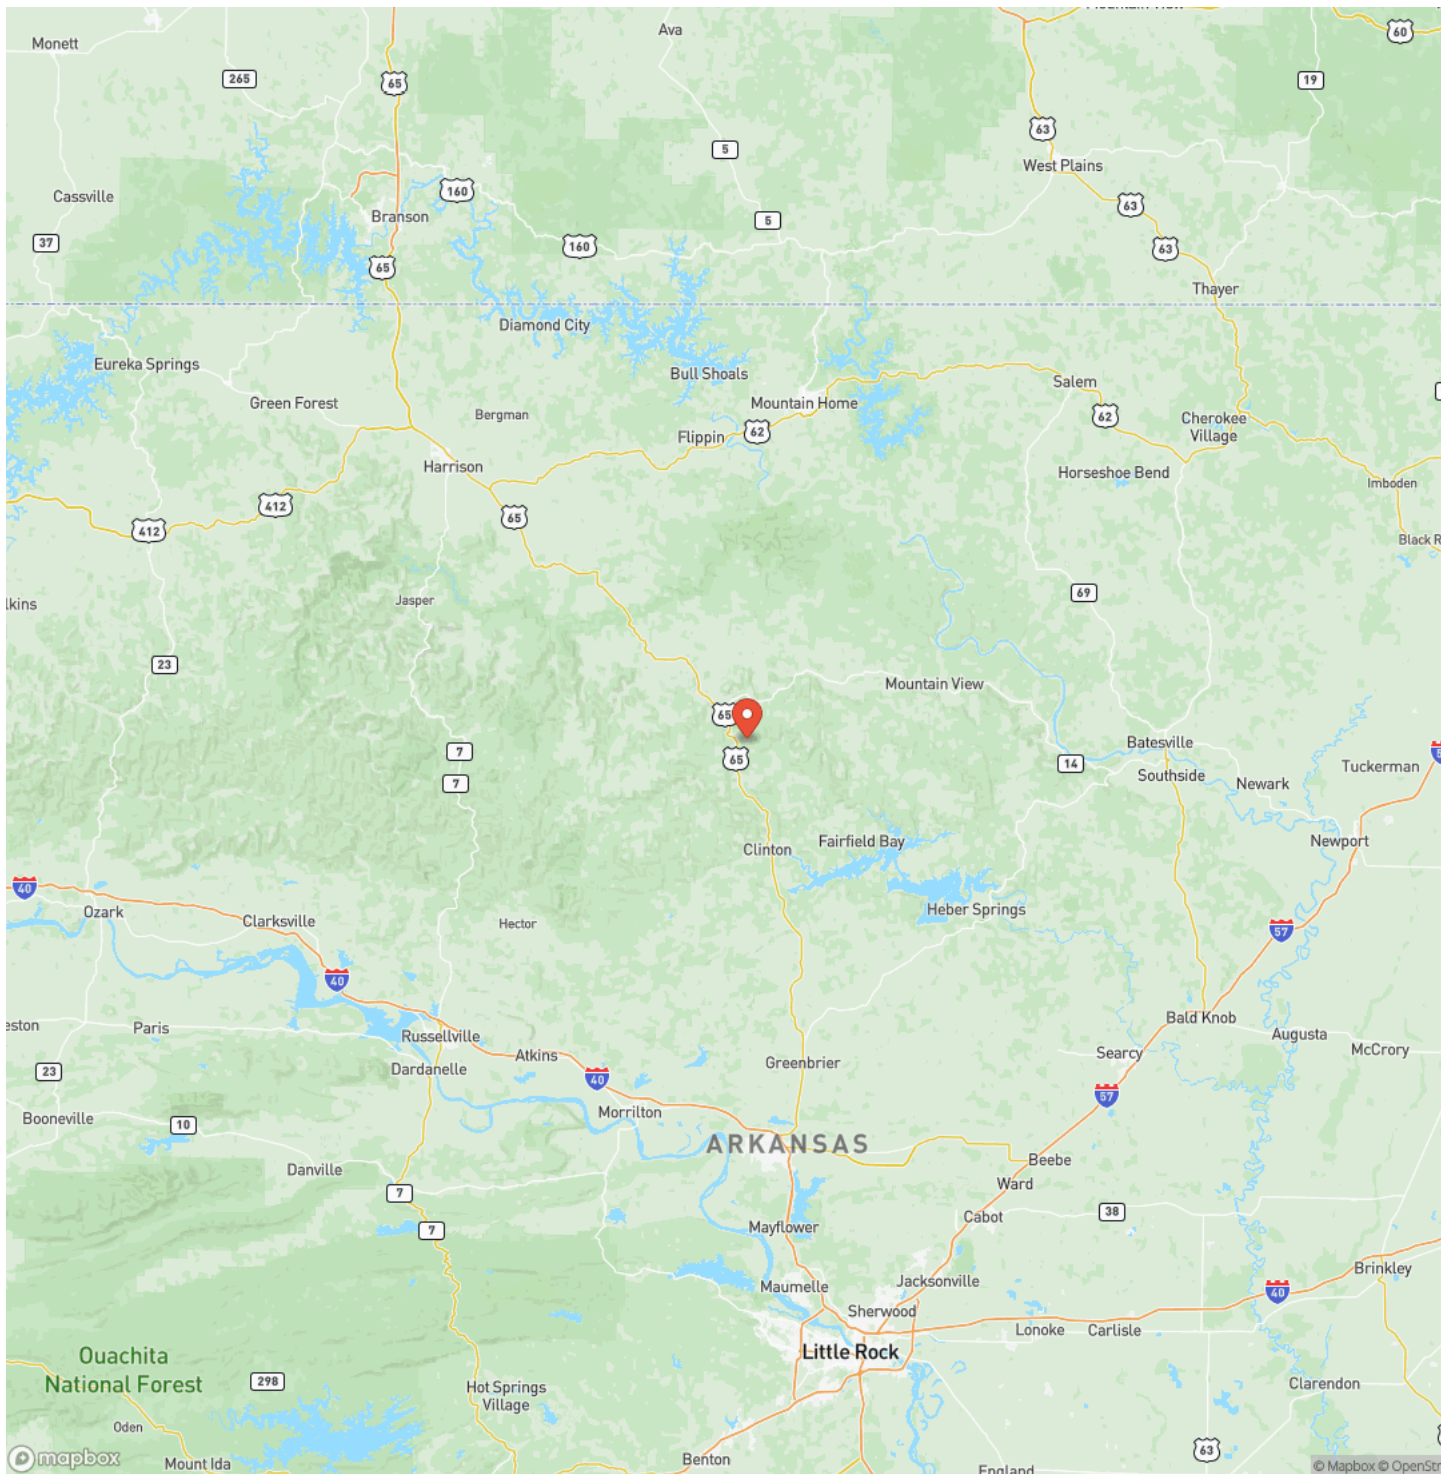 Mountain View
Monett
Ava
60
265
65
19
5
63
West Plains
Cassville
160
63
Branson
5
37
160
63
65
Thayer
Diamond City
Eureka Springs
Bull Shoals
Salem
Green Forest
Mountain Home
Bergman
62
Cherokee
Village
Flippin
62
Harrison
Horseshoe Bend
Imboden
412
65
412
Black R
69
Jasper
lkins
23
Mountain View
65
7
Batesville
65
14
Tuckerman
Southside
7
Newark
Clinton
Fairfield Bay
Newport
40
Ozark
Clarksville
Hector
Heber Springs
57
40
eston
Paris
Bald Knob
Russellville
Augusta
Atkins
Searcy
McCrory
Dardanelle
Greenbrier
23
40
57
Booneville
10
Morrilton
ARKANSAS
Danville
Beebe
7
Ward
38
Cabot
7
Mayflower
Maumelle
Jacksonville
Brinkley
40
Sherwood
Lonoke
Carlisle
Little Rock
Ouachita
National Forest
298
Hot Springs
Village
Clarendon
Oden
63
mapbox
Mount Ida
Benton
England
© Mapbox © OpenStr